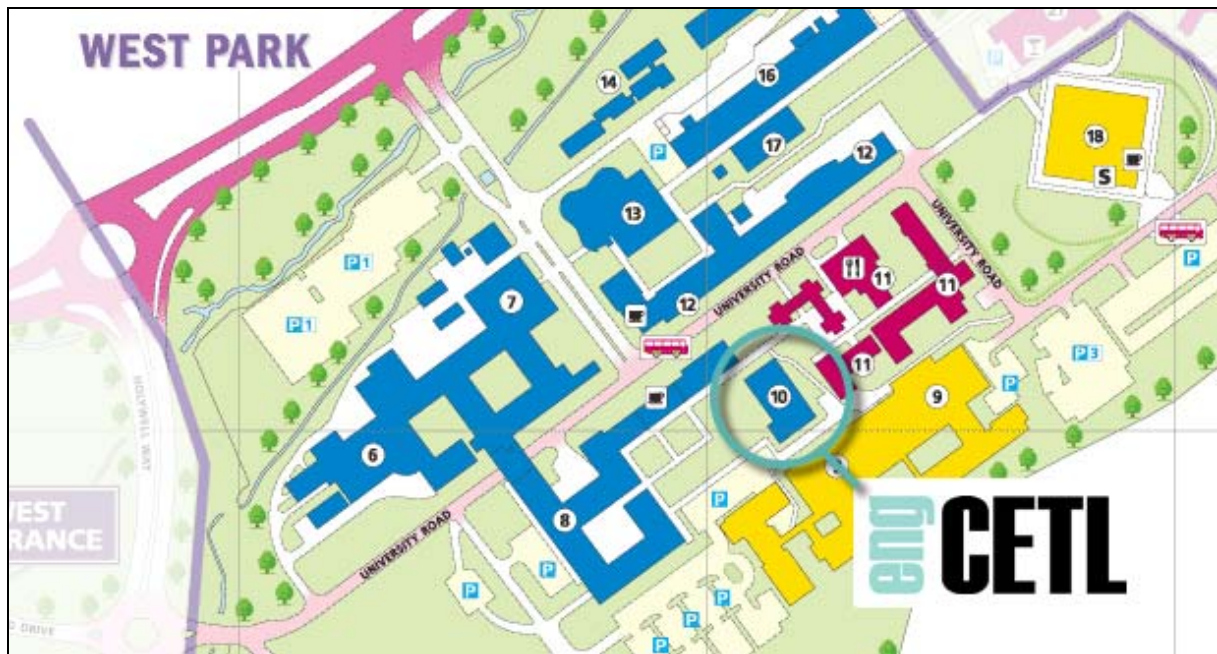 WEST PARK
27
P
14
16
18
S
P
17
12
13
UNIVERSITY ROAD
P
P1
7
11
11
P1
12
UNIVERSITY ROAD
P3
11
P
10
9
HOLYWELL WAY
6
WEST
RANCE
8
P
UNIVERSITY ROAD
P
P
eng
CETL
P
P
P
P
DRIVE